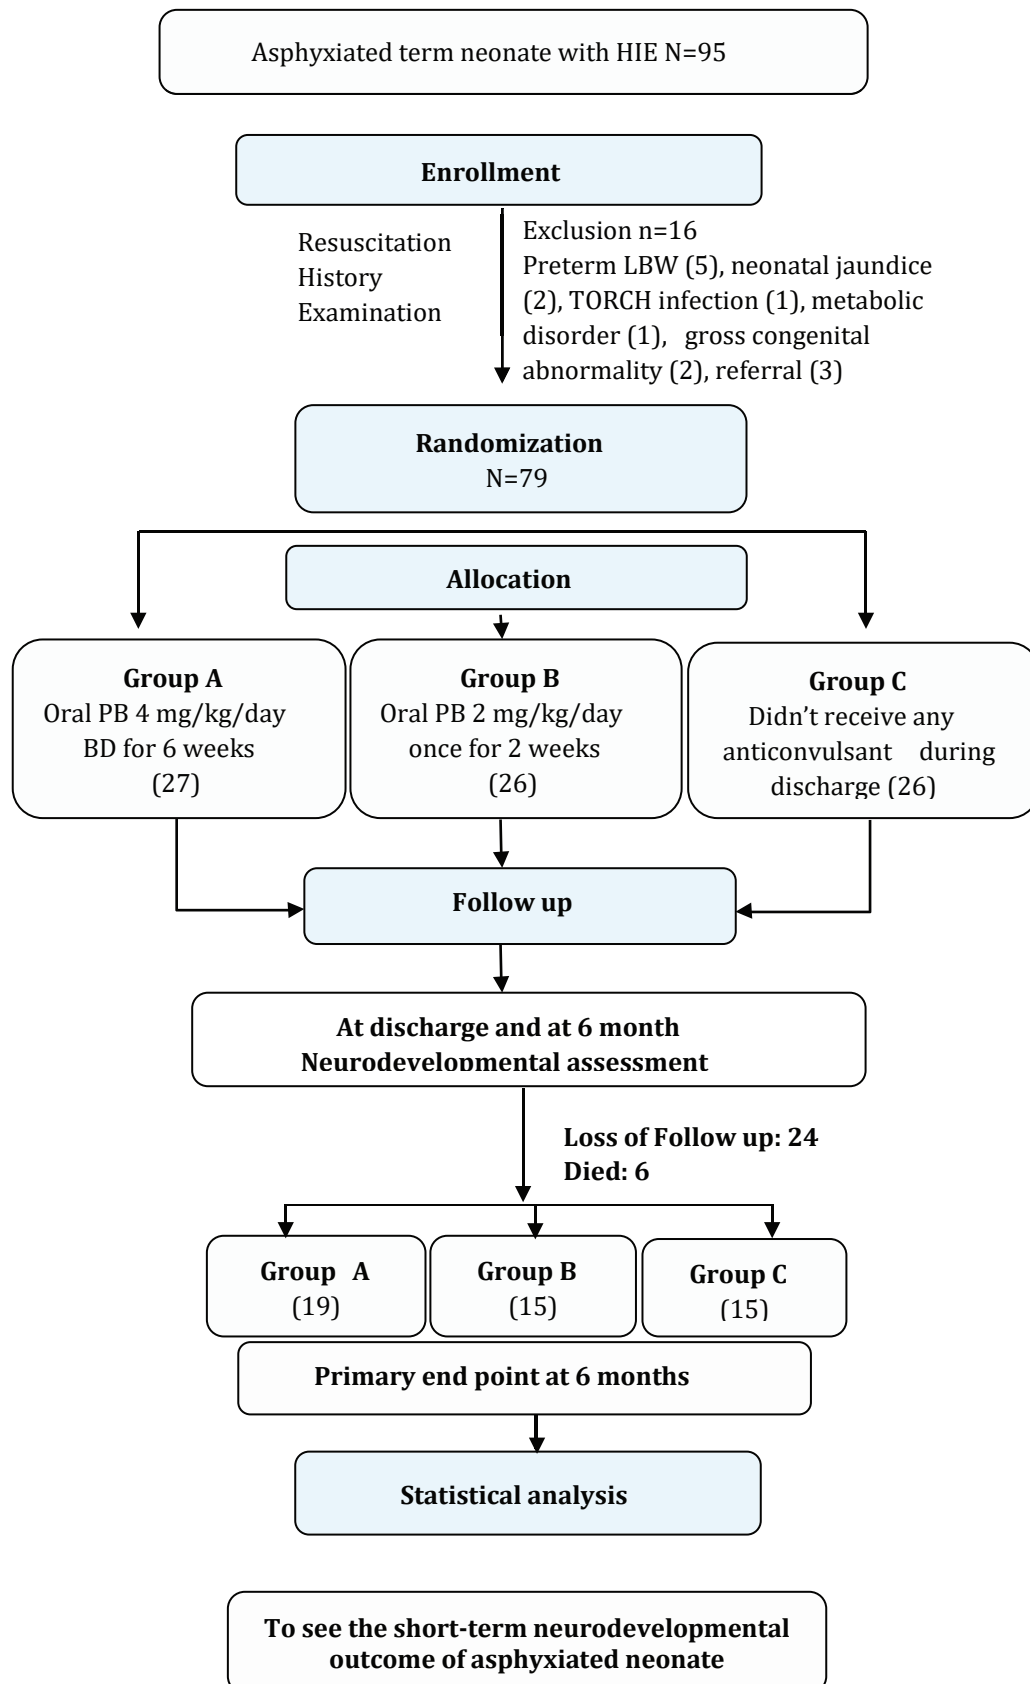 Asphyxiated term neonate with HIE N=95
Enrollment
Resuscitation
History
Examination
Exclusion n=16
Preterm LBW (5), neonatal jaundice
(2), TORCH infection (1), metabolic
disorder (1), gross congenital
abnormality (2), referral (3)
Randomization
N=79
Allocation
Group A
Oral PB 4 mg/kg/day
BD for 6 weeks
(27)
Group B
Oral PB 2 mg/kg/day
once for 2 weeks
(26)
Group C
Didn't receive any
anticonvulsant during
discharge (26)
Follow up
At discharge and at 6 month
Neurodevelopmental assessment
Loss of Follow up: 24
Died: 6
Group A
(19)
Group B
(15)
Group C
(15)
Primary end point at 6 months
Statistical analysis
To see the short-term neurodevelopmental
outcome of asphyxiated neonate